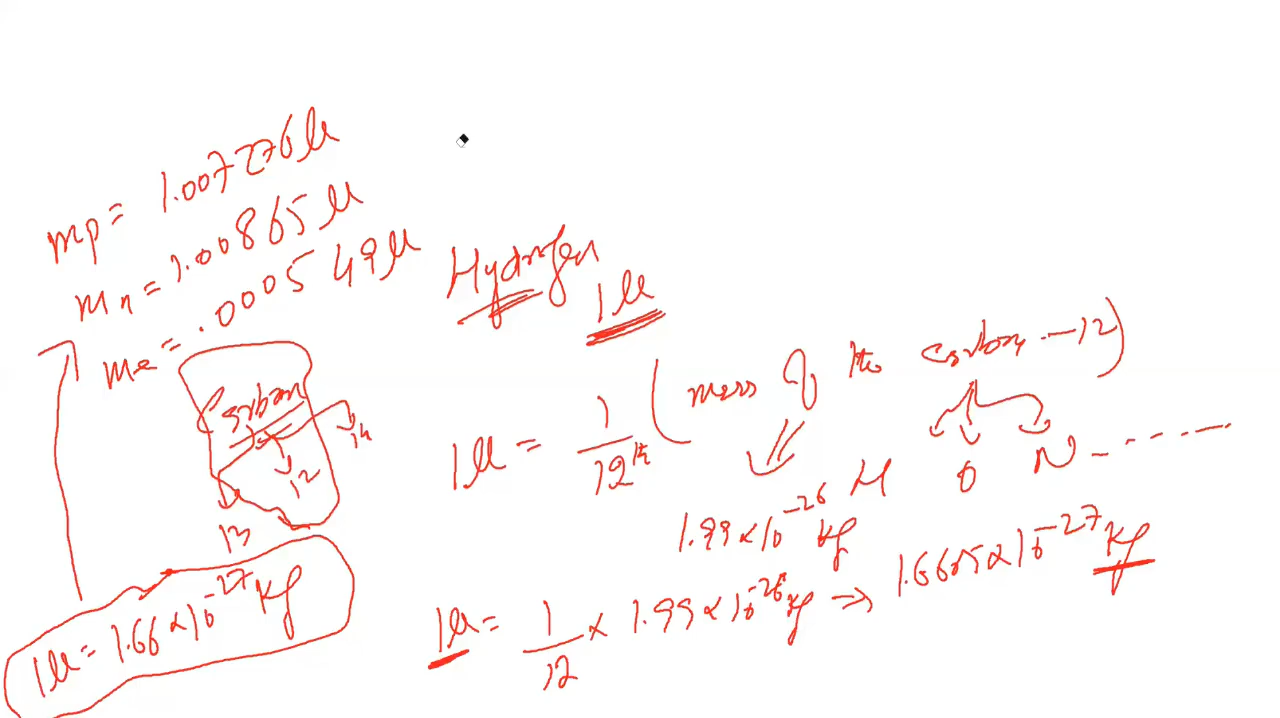 mp = 1.007276u
mn = 1.00865u
me = .000549u
Hydrogen
1u
Carbon
12
13
14
1u = 1/12th (mass of the carbon-12)
H O N ------
1.99×10^-26 kg
1u = 1/12 × 1.99×10^-26 kg → 1.6605×10^-27 kg
1u = 1.66×10^-27 kg